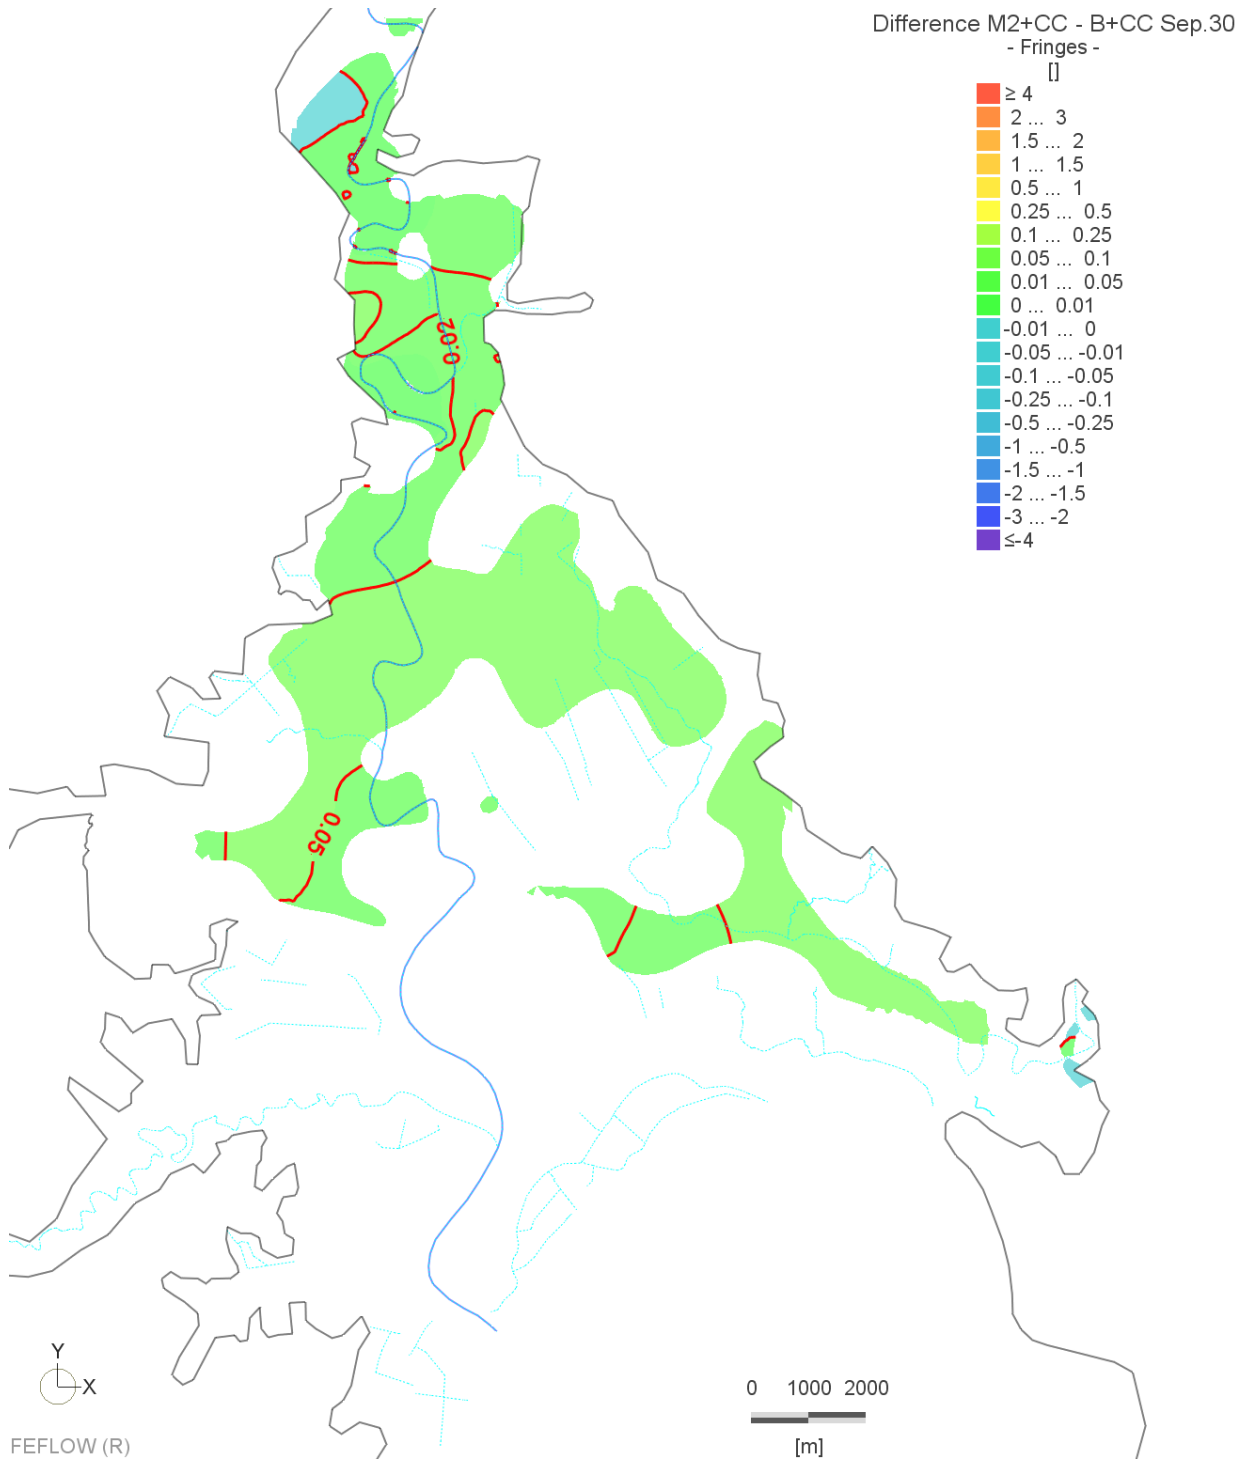 Difference M2+CC - B+CC Sep.30
- Fringes -
[]
≥ 4
2 ... 3
1.5 ... 2
1 ... 1.5
0.5 ... 1
0.25 ... 0.5
0.1 ... 0.25
0.05 ... 0.1
0.01 ... 0.05
0 ... 0.01
-0.01 ... 0
-0.05 ... -0.01
-0.1 ... -0.05
-0.25 ... -0.1
-0.5 ... -0.25
-1 ... -0.5
-1.5 ... -1
-2 ... -1.5
-3 ... -2
≤-4
0.02
0.05
Y
X
0 1000 2000
[m]
FEFLOW (R)